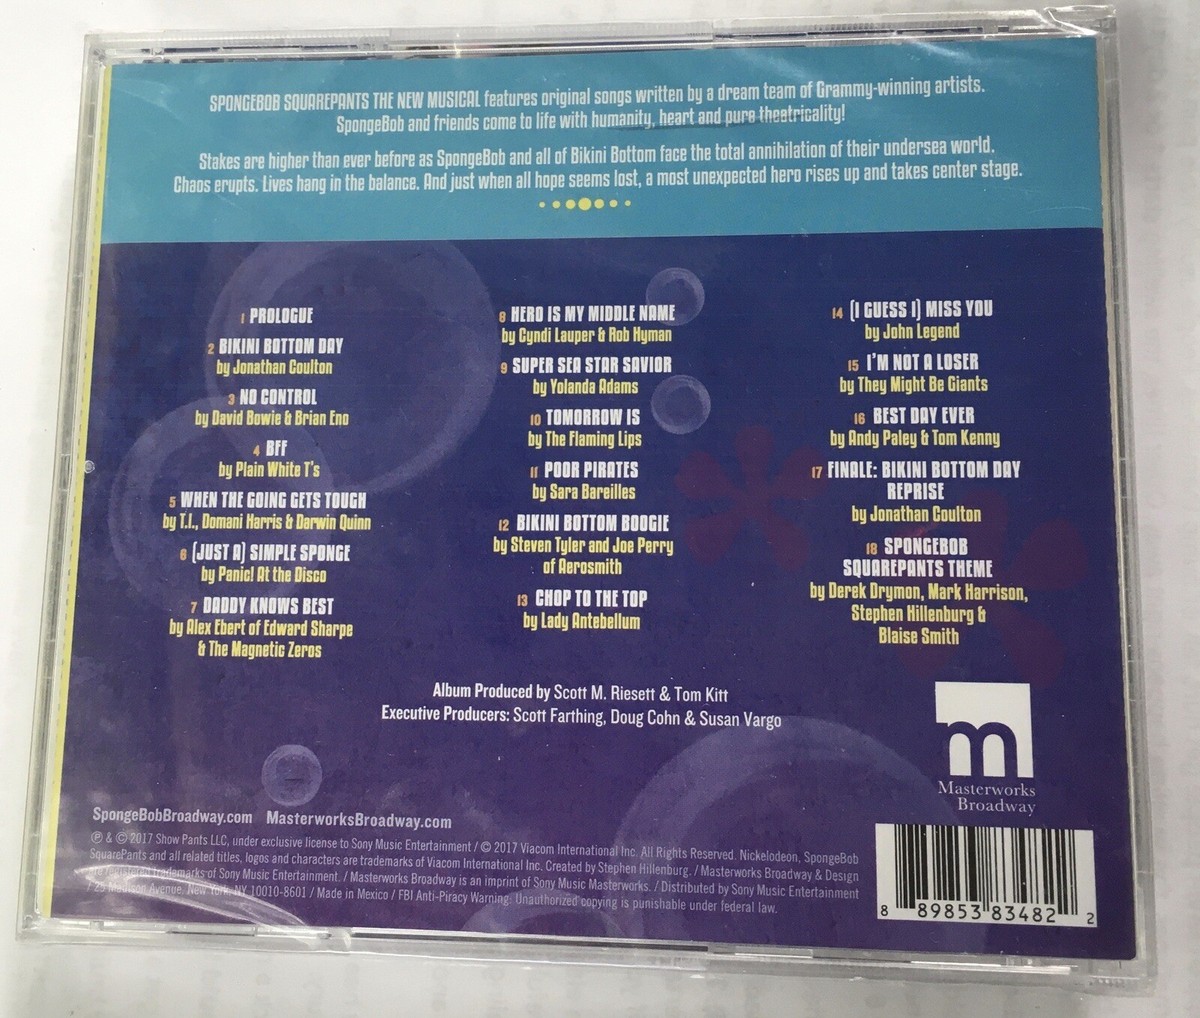 SPONGEBOB SQUAREPANTS THE NEW MUSICAL features original songs written by a dream team of Grammy-winning artists.
SpongeBob and friends come to life with humanity, heart and pure theatricality!
Stakes are higher than ever before as SpongeBob and all of Bikini Bottom face the total annihilation of their undersea world.
Chaos erupts. Lives hang in the balance. And just when all hope seems lost, a most unexpected hero rises up and takes center stage.
1 PROLOGUE
2 BIKINI BOTTOM DAY
by Jonathan Coulton
3 NO CONTROL
by David Bowie & Brian Eno
4 BFF
by Plain White T's
5 WHEN THE GOING GETS TOUGH
by T.I., Domani Harris & Darwin Quinn
6 (JUST A) SIMPLE SPONGE
by Panic! At the Disco
7 DADDY KNOWS BEST
by Alex Ebert of Edward Sharpe
& The Magnetic Zeros
8 HERO IS MY MIDDLE NAME
by Cyndi Lauper & Rob Hyman
9 SUPER SEA STAR SAVIOR
by Yolanda Adams
10 TOMORROW IS
by The Flaming Lips
11 POOR PIRATES
by Sara Bareilles
12 BIKINI BOTTOM BOOGIE
by Steven Tyler and Joe Perry
of Aerosmith
13 CHOP TO THE TOP
by Lady Antebellum
14 (I GUESS I) MISS YOU
by John Legend
15 I'M NOT A LOSER
by They Might Be Giants
16 BEST DAY EVER
by Andy Paley & Tom Kenny
17 FINALE: BIKINI BOTTOM DAY
REPRISE
by Jonathan Coulton
18 SPONGEBOB
SQUAREPANTS THEME
by Derek Drymon, Mark Harrison,
Stephen Hillenburg &
Blaise Smith
Album Produced by Scott M. Riesett & Tom Kitt
Executive Producers: Scott Farthing, Doug Cohn & Susan Vargo
m
Masterworks
Broadway
SpongeBobBroadway.com MasterworksBroadway.com
℗ & © 2017 Show Pants LLC, under exclusive license to Sony Music Entertainment / © 2017 Viacom International Inc. All Rights Reserved. Nickelodeon, SpongeBob
SquarePants and all related titles, logos and characters are trademarks of Viacom International Inc. Created by Stephen Hillenburg. / Masterworks Broadway & Design
are registered trademarks of Sony Music Entertainment. / Masterworks Broadway is an imprint of Sony Music Masterworks. / Distributed by Sony Music Entertainment
/ 25 Madison Avenue, New York, NY 10010-8601 / Made in Mexico / FBI Anti-Piracy Warning: Unauthorized copying is punishable under federal law.
8 89853 83482 2